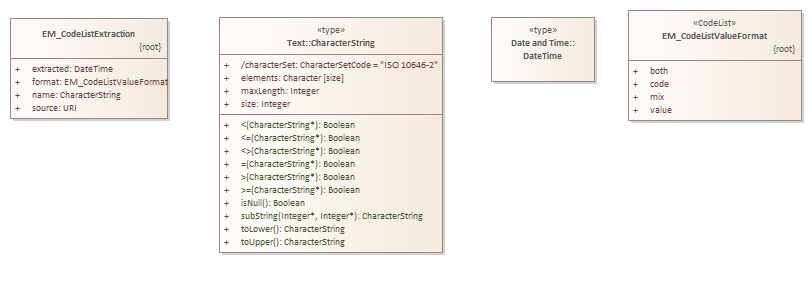 EM_CodeListExtraction
{root}
+ extracted: DateTime
+ format: EM_CodeListValueFormat
+ name: CharacterString
+ source: URI
«type»
Text::CharacterString
+ /characterSet: CharacterSetCode = "ISO 10646-2"
+ elements: Character [size]
+ maxLength: Integer
+ size: Integer
+ <(CharacterString*): Boolean
+ <=(CharacterString*): Boolean
+ <>(CharacterString*): Boolean
+ =(CharacterString*): Boolean
+ >(CharacterString*): Boolean
+ >=(CharacterString*): Boolean
+ isNull(): Boolean
+ subString(Integer*, Integer*): CharacterString
+ toLower(): CharacterString
+ toUpper(): CharacterString
«type»
Date and Time::
DateTime
«CodeList»
EM_CodeListValueFormat
{root}
+ both
+ code
+ mix
+ value